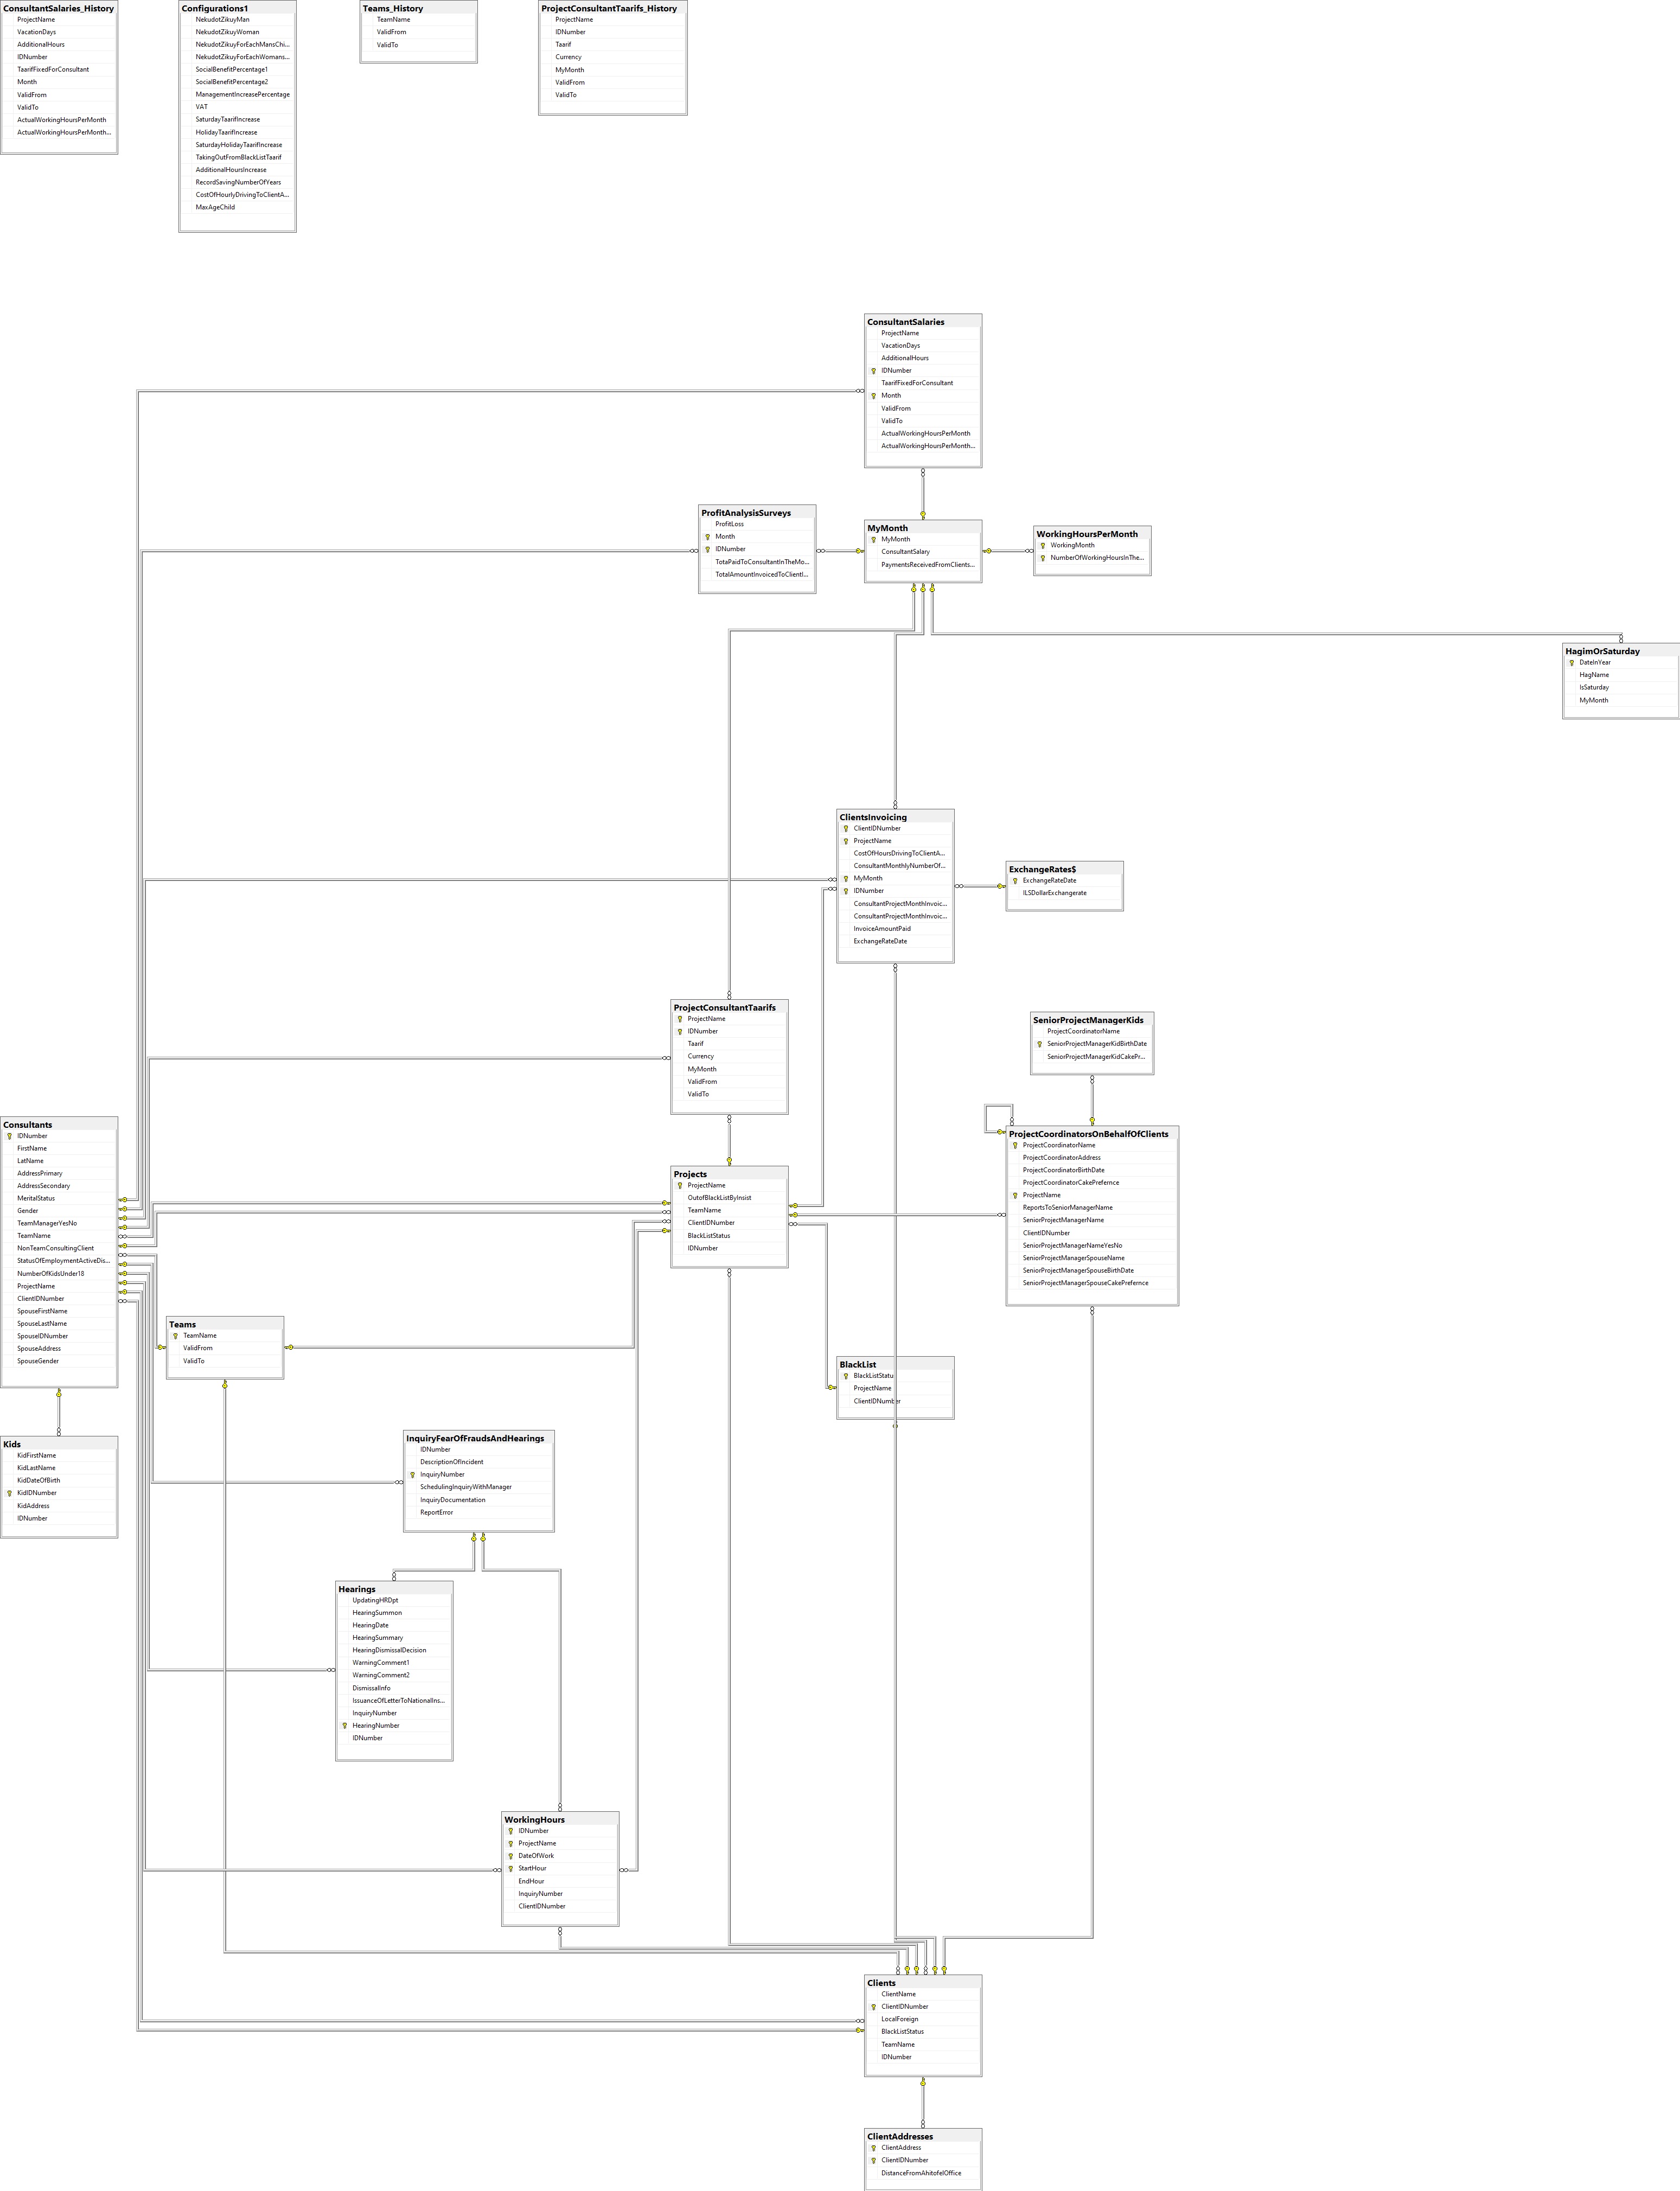 ConsultantSalaries_History
ProjectName
VacationDays
AdditionalHours
IDNumber
TaarifFixedForConsultant
Month
ValidFrom
ValidTo
ActualWorkingHoursPerMonth
ActualWorkingHoursPerMonth...
Configurations1
NekudotZikuyMan
NekudotZikuyWoman
NekudotZikuyForEachMansChi...
NekudotZikuyForEachWomans...
SocialBenefitPercentage1
SocialBenefitPercentage2
ManagementIncreasePercentage
VAT
SaturdayTaarifIncrease
HolidayTaarifIncrease
SaturdayHolidayTaarifIncrease
TakingOutFromBlackListTaarif
AdditionalHoursIncrease
RecordSavingNumberOfYears
CostOfHourlyDrivingToClientA...
MaxAgeChild
Teams_History
TeamName
ValidFrom
ValidTo
ProjectConsultantTaarifs_History
ProjectName
IDNumber
Taarif
Currency
MyMonth
ValidFrom
ValidTo
ConsultantSalaries
ProjectName
VacationDays
AdditionalHours
IDNumber
TaarifFixedForConsultant
Month
ValidFrom
ValidTo
ActualWorkingHoursPerMonth
ActualWorkingHoursPerMonth...
ProfitAnalysisSurveys
ProfitLoss
Month
IDNumber
TotaPaidToConsultantInTheMo...
TotalAmountInvoicedToClientI...
MyMonth
MyMonth
ConsultantSalary
PaymentsReceivedFromClients...
WorkingHoursPerMonth
WorkingMonth
NumberOfWorkingHoursInThe...
HagimOrSaturday
DateInYear
HagName
IsSaturday
MyMonth
ClientsInvoicing
ClientIDNumber
ProjectName
CostOfHoursDrivingToClientA...
ConsultantMonthlyNumberOf...
MyMonth
IDNumber
ConsultantProjectMonthInvoic...
ConsultantProjectMonthInvoic...
InvoiceAmountPaid
ExchangeRateDate
ExchangeRates$
ExchangeRateDate
ILSDollarExchangerate
ProjectConsultantTaarifs
ProjectName
IDNumber
Taarif
Currency
MyMonth
ValidFrom
ValidTo
SeniorProjectManagerKids
ProjectCoordinatorName
SeniorProjectManagerKidBirthDate
SeniorProjectManagerKidCakePr...
Consultants
IDNumber
FirstName
LatName
AddressPrimary
AddressSecondary
MeritalStatus
Gender
TeamManagerYesNo
TeamName
NonTeamConsultingClient
StatusOfEmploymentActiveDis...
NumberOfKidsUnder18
ProjectName
ClientIDNumber
SpouseFirstName
SpouseLastName
SpouseIDNumber
SpouseAddress
SpouseGender
Projects
ProjectName
OutofBlackListByInsist
TeamName
ClientIDNumber
BlackListStatus
IDNumber
ProjectCoordinatorsOnBehalfOfClients
ProjectCoordinatorName
ProjectCoordinatorAddress
ProjectCoordinatorBirthDate
ProjectCoordinatorCakePrefernce
ProjectName
ReportsToSeniorManagerName
SeniorProjectManagerName
ClientIDNumber
SeniorProjectManagerNameYesNo
SeniorProjectManagerSpouseName
SeniorProjectManagerSpouseBirthDate
SeniorProjectManagerSpouseCakePrefernce
Teams
TeamName
ValidFrom
ValidTo
BlackList
BlackListStatu
ProjectName
ClientIDNumber
Kids
KidFirstName
KidLastName
KidDateOfBirth
KidIDNumber
KidAddress
IDNumber
InquiryFearOfFraudsAndHearings
IDNumber
DescriptionOfIncident
InquiryNumber
SchedulingInquiryWithManager
InquiryDocumentation
ReportError
Hearings
UpdatingHRDpt
HearingSummon
HearingDate
HearingSummary
HearingDismissalDecision
WarningComment1
WarningComment2
DismissalInfo
IssuanceOfLetterToNationalIns...
InquiryNumber
HearingNumber
IDNumber
WorkingHours
IDNumber
ProjectName
DateOfWork
StartHour
EndHour
InquiryNumber
ClientIDNumber
Clients
ClientName
ClientIDNumber
LocalForeign
BlackListStatus
TeamName
IDNumber
ClientAddresses
ClientAddress
ClientIDNumber
DistanceFromAhitofelOffice